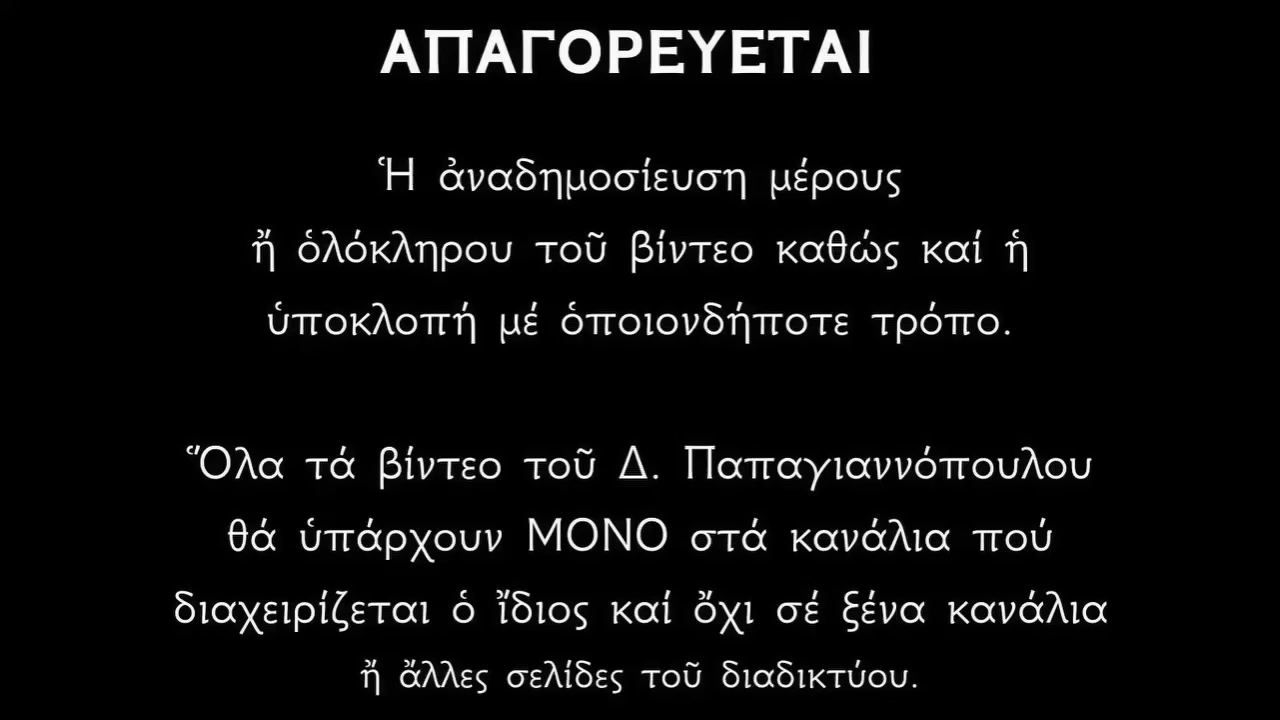 ΑΠΑΓΟΡΕΥΕΤΑΙ
Ἡ ἀναδημοσίευση μέρους
ἤ ὁλόκληρου τοῦ βίντεο καθώς καί ἡ
ὑποκλοπή μέ ὁποιονδήποτε τρόπο.
Ὅλα τά βίντεο τοῦ Δ. Παπαγιαννόπουλου
θά ὑπάρχουν ΜΟΝΟ στά κανάλια πού
διαχειρίζεται ὁ ἴδιος καί ὄχι σέ ξένα κανάλια
ἤ ἄλλες σελίδες τοῦ διαδικτύου.